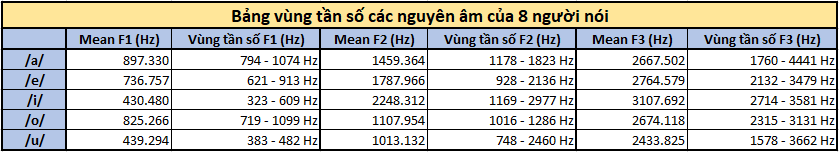 Bảng vùng tần số các nguyên âm của 8 người nói
Mean F1 (Hz) Vùng tần số F1 (Hz) Mean F2 (Hz) Vùng tần số F2 (Hz) Mean F3 (Hz) Vùng tần số F3 (Hz)
/a/ 897.330 794 - 1074 Hz 1459.364 1178 - 1823 Hz 2667.502 1760 - 4441 Hz
/e/ 736.757 621 - 913 Hz 1787.966 928 - 2136 Hz 2764.579 2132 - 3479 Hz
/i/ 430.480 323 - 609 Hz 2248.312 1169 - 2977 Hz 3107.692 2714 - 3581 Hz
/o/ 825.266 719 - 1099 Hz 1107.954 1016 - 1286 Hz 2674.118 2315 - 3131 Hz
/u/ 439.294 383 - 482 Hz 1013.132 748 - 2460 Hz 2433.825 1578 - 3662 Hz